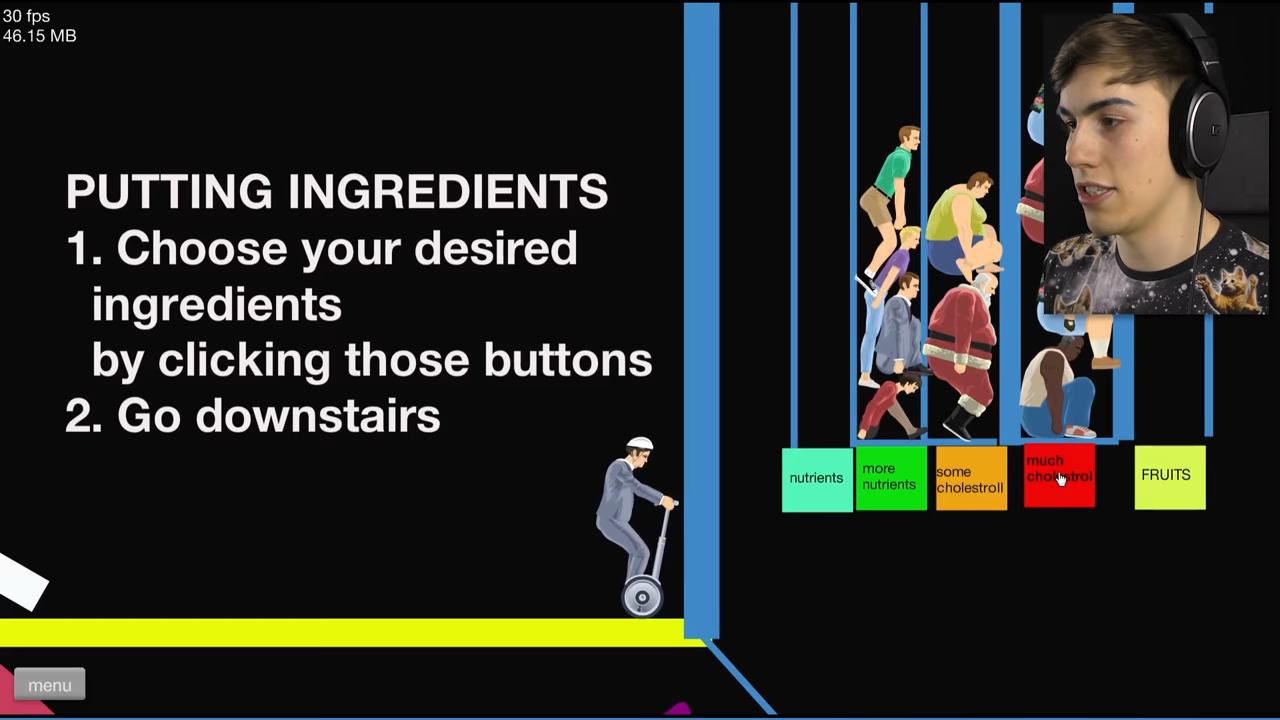 30 fps
46.15 MB
PUTTING INGREDIENTS
1. Choose your desired
ingredients
by clicking those buttons
2. Go downstairs
nutrients
more
nutrients
some
cholestroll
much
cholestrol
FRUITS
menu